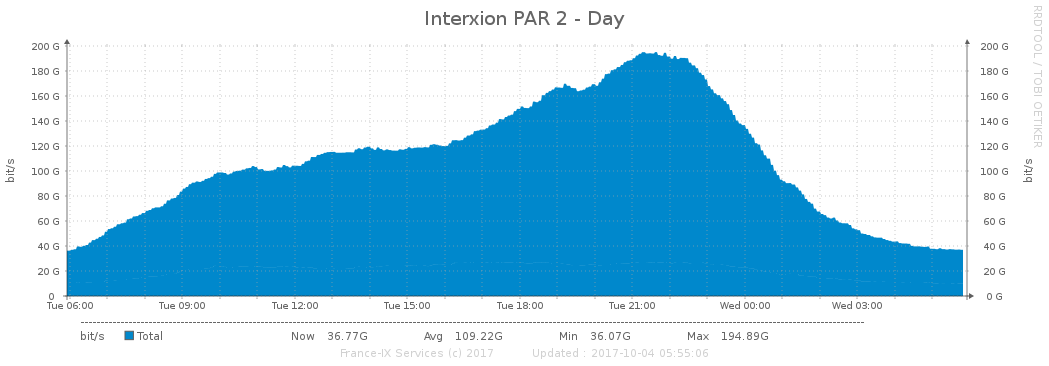 Interxion PAR 2 - Day
RRDTOOL / TOBI OETIKER
bit/s
200 G
180 G
160 G
140 G
120 G
100 G
80 G
60 G
40 G
20 G
0
200 G
180 G
160 G
140 G
120 G
100 G
80 G
60 G
40 G
20 G
0 G
bit/s
Tue 06:00 Tue 09:00 Tue 12:00 Tue 15:00 Tue 18:00 Tue 21:00 Wed 00:00 Wed 03:00
bit/s Total Now 36.77G Avg 109.22G Min 36.07G Max 194.89G
France-IX Services (c) 2017 Updated : 2017-10-04 05:55:06